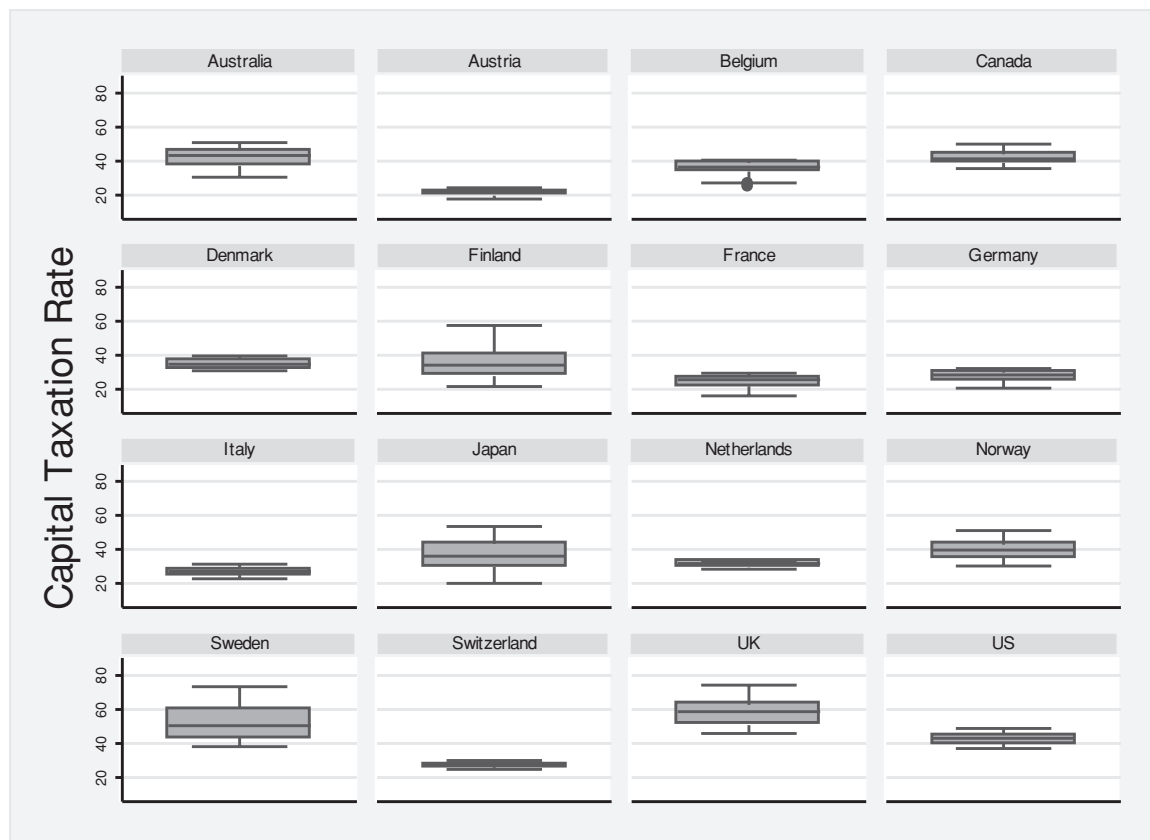 Capital Taxation Rate
Australia
Austria
Belgium
Canada
80
60
40
20
Denmark
Finland
France
Germany
80
60
40
20
Italy
Japan
Netherlands
Norway
80
60
40
20
Sweden
Switzerland
UK
US
80
60
40
20